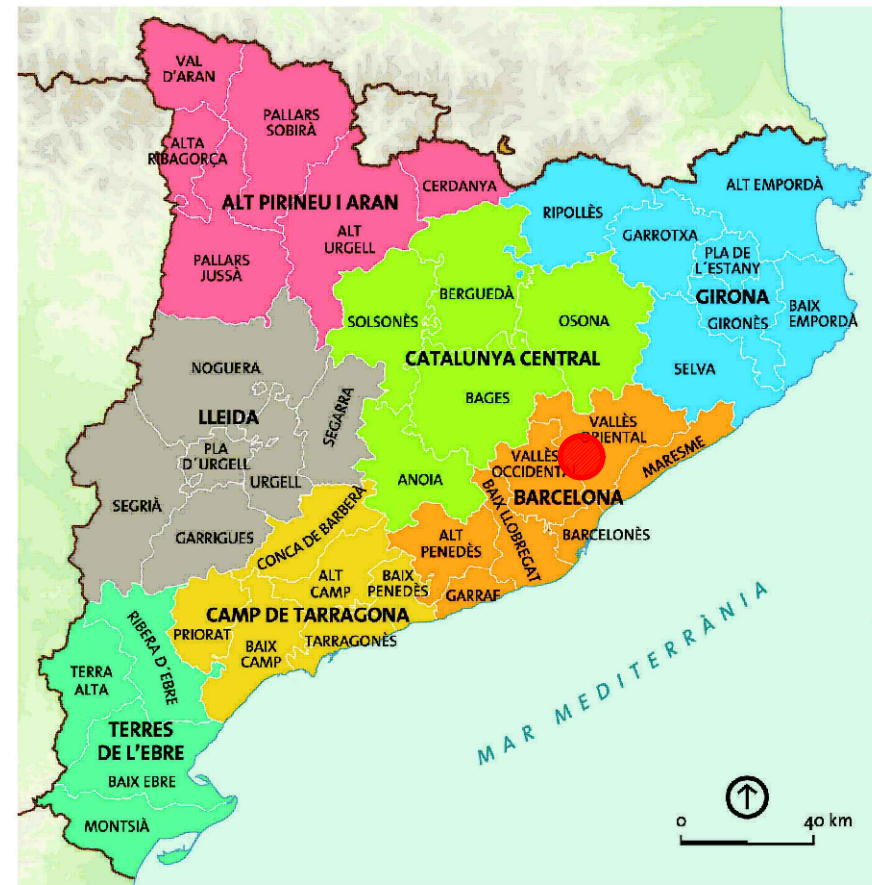 VAL
D'ARAN
PALLARS
SOBIRÀ
ALTA
RIBAGORÇA
CERDANYA
ALT PIRINEU I ARAN
ALT
URGELL
PALLARS
JUSSÀ
RIPOLLÈS
ALT EMPORDÀ
GARROTXA
PLA DE
L´ESTANY
GIRONA
GIRONÈS
BAIX
EMPORDÀ
SELVA
BERGUEDÀ
SOLSONÈS
OSONA
CATALUNYA CENTRAL
BAGES
ANOIA
NOGUERA
LLEIDA
SEGARRA
PLA
D´URGELL
URGELL
SEGRIÀ
GARRIGUES
VALLÈS
ORIENTAL
VALLÈS
OCCIDENTAL
MARESME
BARCELONA
BAIX LLOBREGAT
BARCELONÈS
ALT
PENEDÈS
GARRAF
CONCA DE BARBERÀ
ALT
CAMP
BAIX
PENEDÈS
CAMP DE TARRAGONA
PRIORAT
BAIX
CAMP
TARRAGONÈS
RIBERA D´EBRE
TERRA
ALTA
TERRES
DE L'EBRE
BAIX EBRE
MONTSIÀ
MAR MEDITERRÀNIA
0 40 km